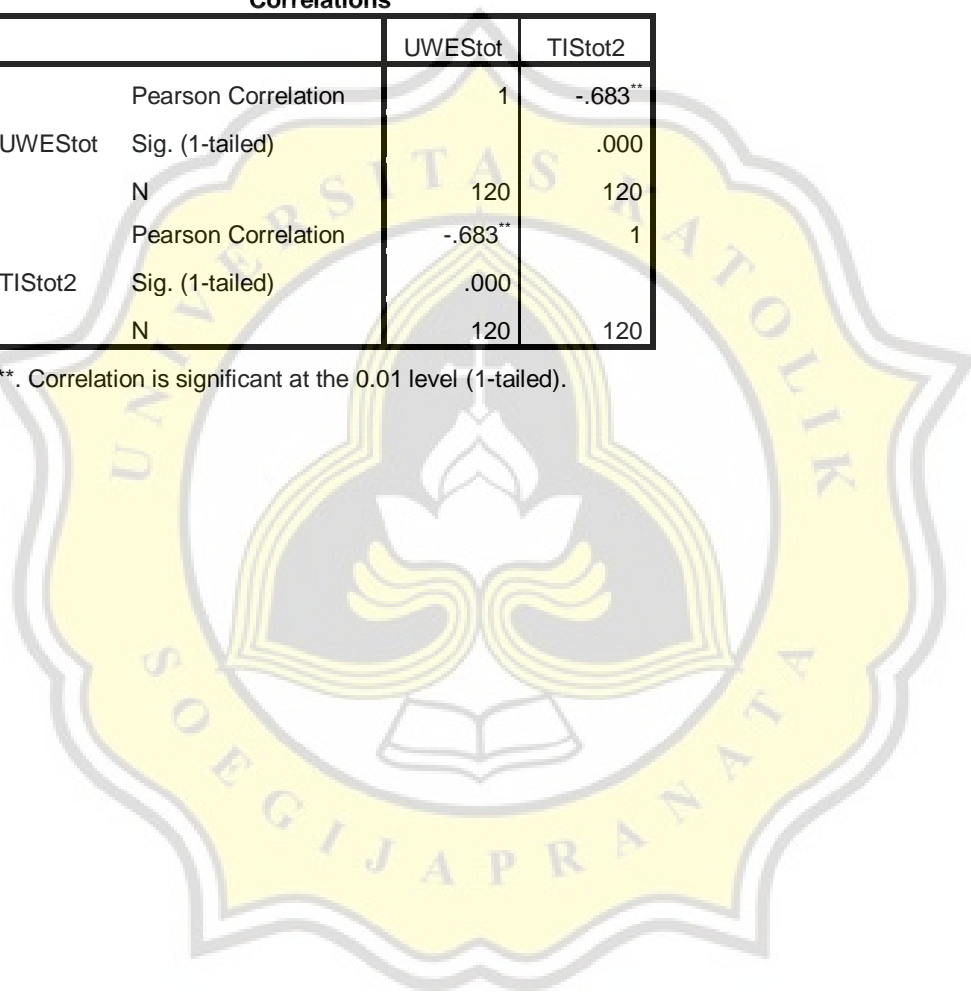 Correlations
UWEStot TIStot2
Pearson Correlation 1 -.683**
UWEStot Sig. (1-tailed) .000
N 120 120
Pearson Correlation -.683** 1
TIStot2 Sig. (1-tailed) .000
N 120 120
**. Correlation is significant at the 0.01 level (1-tailed).
UNIVERSITAS KATOLIK
SOEGIJAPRANATA